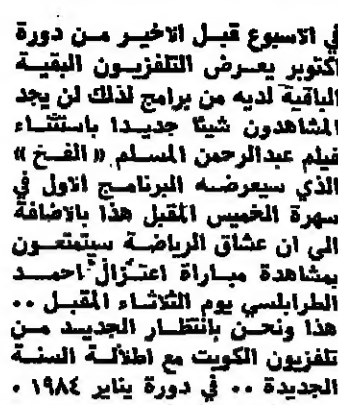 في الاسبوع قبل الاخير من دورة
اكتوبر يعرض التلفزيون البقية
الباقية لديه من برامج لذلك لن يجد
المشاهدون شيئا جديدا باستثناء
فيلم عبدالرحمن المسلم « الفخ »
الذي سيعرضه البرنامج الاول في
سهرة الخميس المقبل هذا بالاضافة
الى ان عشاق الرياضة سيتمتعون
بمشاهدة مباراة اعتزال احمد
الطرابلسي يوم الثلاثاء المقبل ..
هذا ونحن بانتظار الجديد من
تلفزيون الكويت مع اطلالة السنة
الجديدة .. في دورة يناير ١٩٨٤ .